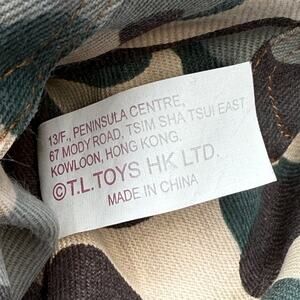 13/F., PENINSULA CENTRE,
67 MODY ROAD, TSIM SHA TSUI EAST
KOWLOON, HONG KONG.
©T.L.TOYS HK LTD.
MADE IN CHINA